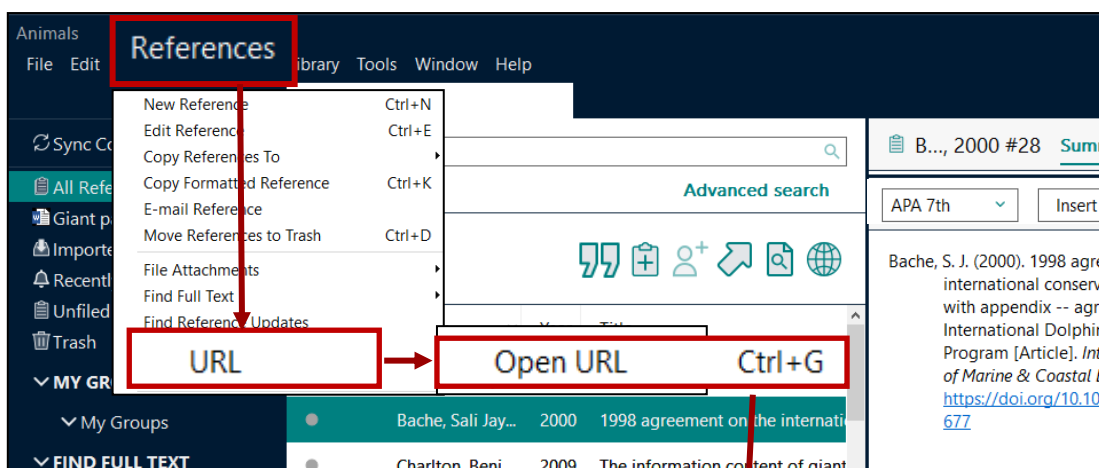 Animals
File Edit References ibrary Tools Window Help
New Reference Ctrl+N
Edit Reference Ctrl+E
Copy References To
Copy Formatted Reference Ctrl+K
E-mail Reference
Move References to Trash Ctrl+D
File Attachments
Find Full Text
Find Reference Updates
URL
Open URL Ctrl+G
Sync Co
All Refe
Giant p
Importe
Recentl
Unfiled
Trash
MY GR
My Groups
FIND FULL TEXT
Advanced search
Title
Bache, Sali Jay... 2000 1998 agreement on the internati
Charlton, Beni 2009 The information content of giant
B..., 2000 #28 Sum
APA 7th Insert
Bache, S. J. (2000). 1998 agre
international conserv
with appendix -- agr
International Dolphi
Program [Article]. Int
of Marine & Coastal
https://doi.org/10.10
677